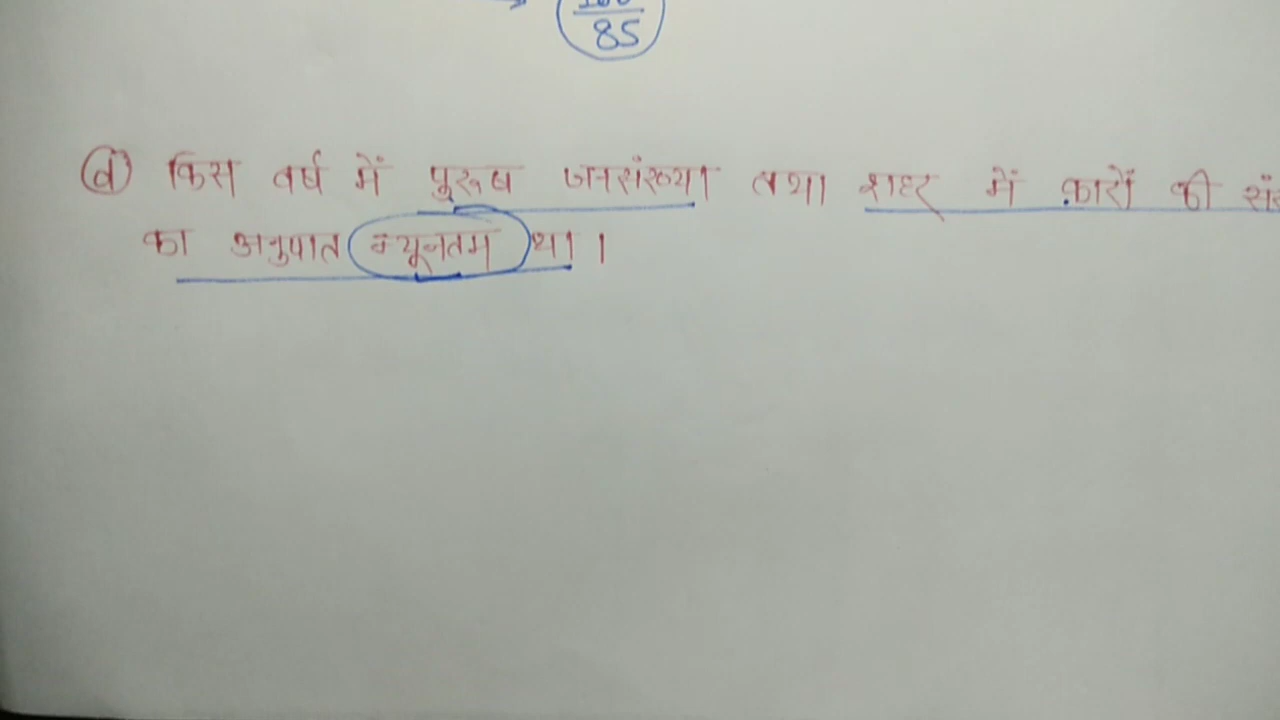 85
(b) किस वर्ष में पुरूष जनसंख्या तथा शहर में कारों की
का अनुपात न्यूनतम था।